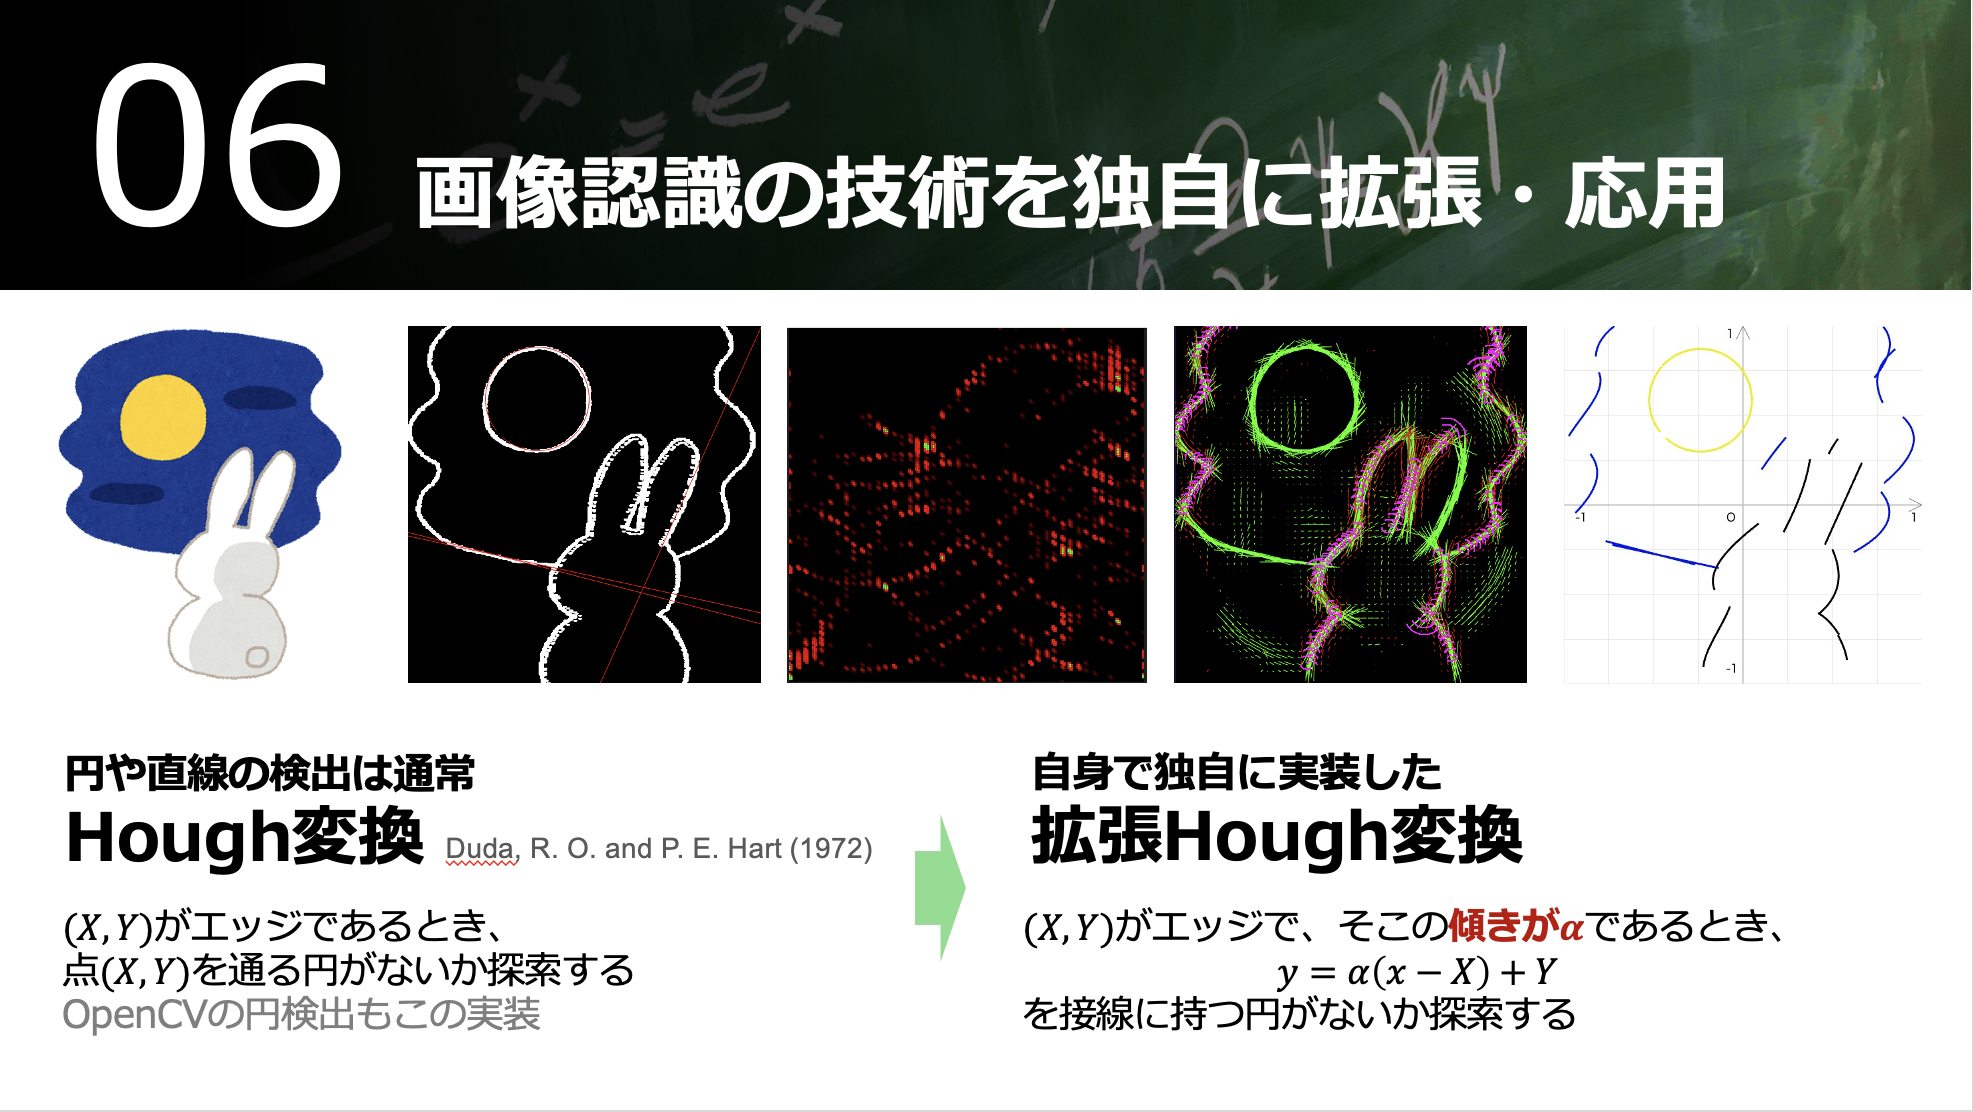 06
画像認識の技術を独自に拡張・応用
1
-1
O
1
-1
円や直線の検出は通常
Hough変換 Duda, R. O. and P. E. Hart (1972)
(X, Y)がエッジであるとき、
点(X, Y)を通る円がないか探索する
OpenCVの円検出もこの実装
自身で独自に実装した
拡張Hough変換
(X, Y)がエッジで、そこの傾きがαであるとき、
y = α(x − X) + Y
を接線に持つ円がないか探索する